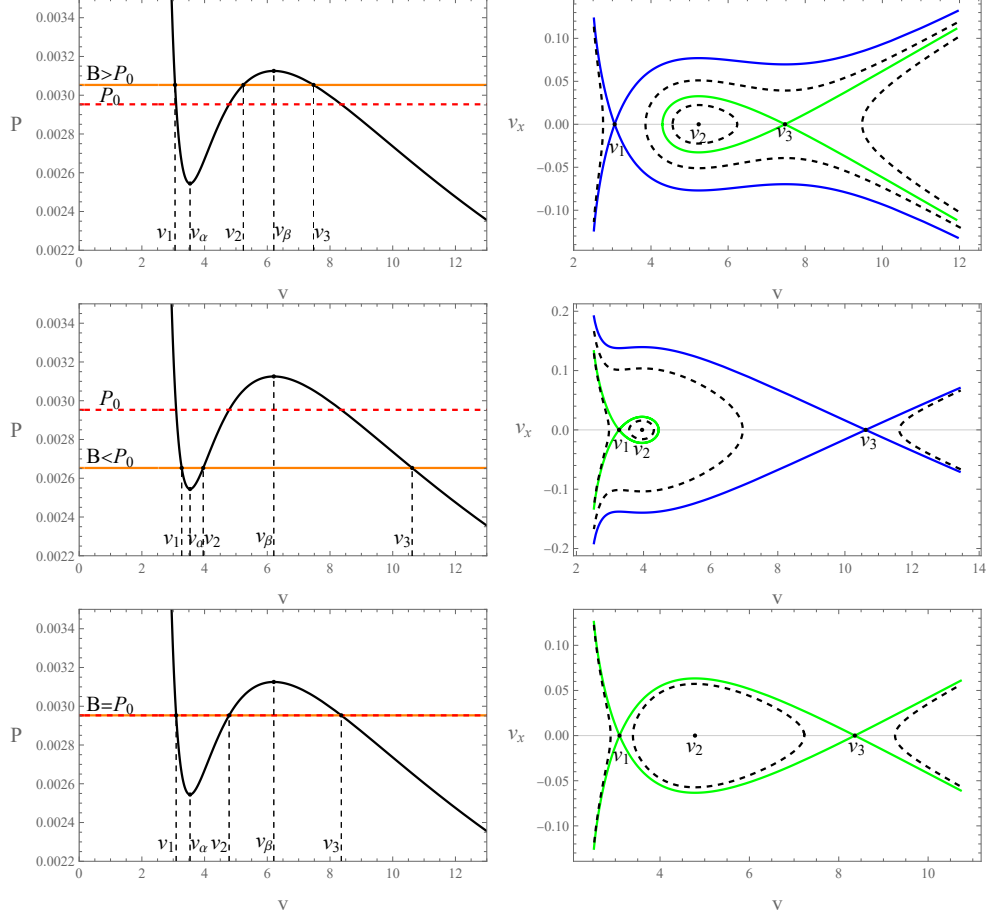 0.0034
0.0032
0.0030
0.0028
0.0026
0.0024
0.0022
P
B>P₀
P₀
v₁
vα
v₂
vβ
v₃
0 2 4 6 8 10 12
v
0.10
0.05
0.00
−0.05
−0.10
vₓ
v₁
v₂
v₃
2 4 6 8 10 12
v
0.0034
0.0032
0.0030
0.0028
0.0026
0.0024
0.0022
P
P₀
B<P₀
v₁
vα
v₂
vβ
v₃
0 2 4 6 8 10 12
v
0.2
0.1
0.0
−0.1
−0.2
vₓ
v₁
v₂
v₃
2 4 6 8 10 12 14
v
0.0034
0.0032
0.0030
0.0028
0.0026
0.0024
0.0022
P
B=P₀
v₁
vα
v₂
vβ
v₃
0 2 4 6 8 10 12
v
0.10
0.05
0.00
−0.05
−0.10
vₓ
v₁
v₂
v₃
2 4 6 8 10
v